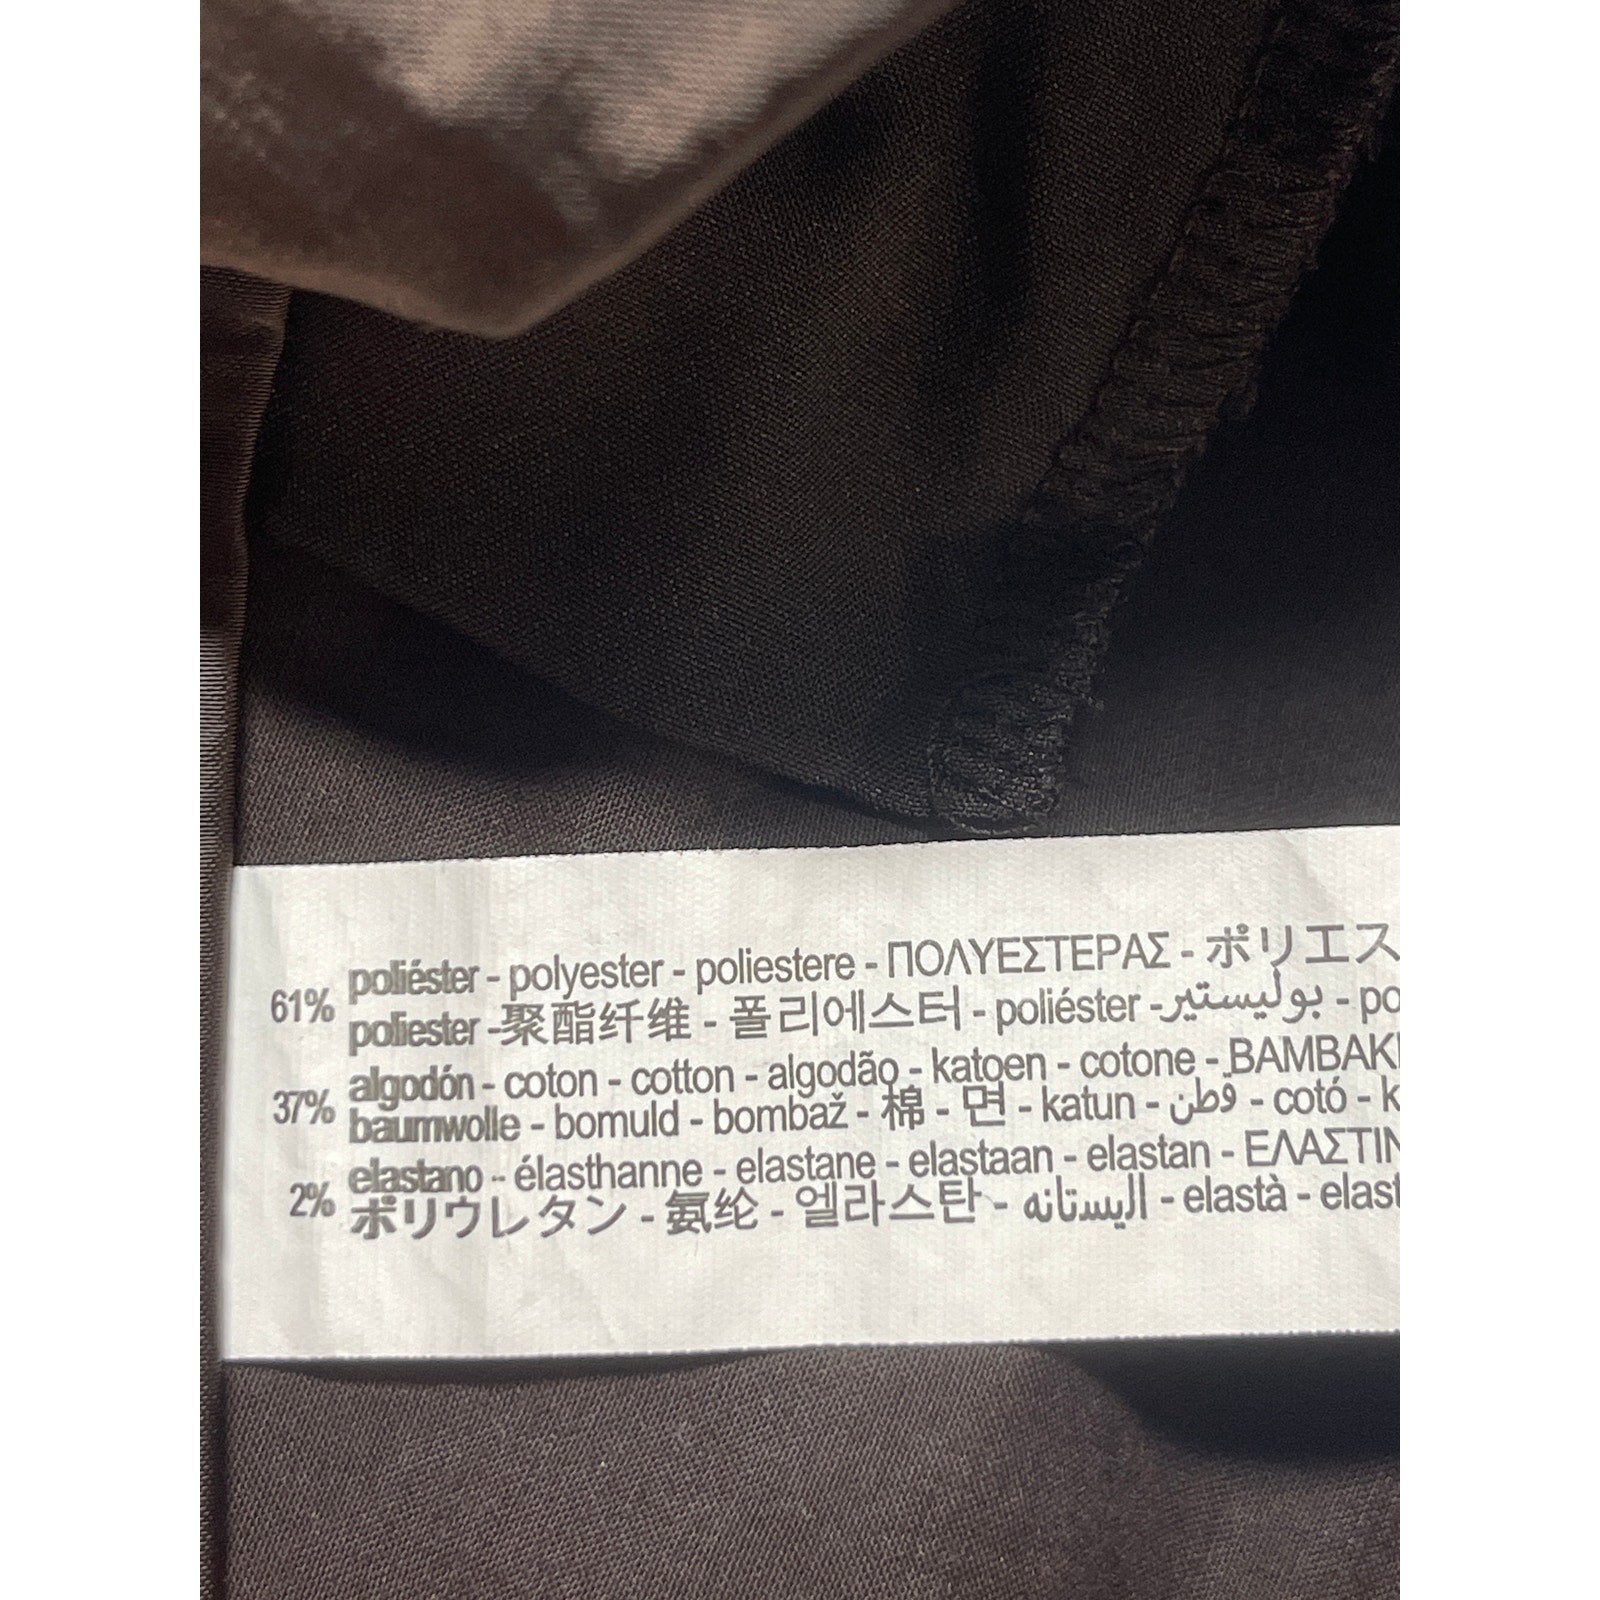 61% poliéster - polyester - poliestere - ΠΟΛΥΕΣΤΕΡΑΣ - ポリエス
poliester -聚酯纤维 - 폴리에스터 - poliéster -بوليستير - po
37% algodón - coton - cotton - algodão - katoen - cotone - BAMBAK
baumwolle - bomuld - bombaž - 棉 - 면 - katun - قطن - cotó - k
2% elastano - élasthanne - elastane - elastaan - elastan - ΕΛΑΣΤΙΝ
ポリウレタン - 氨纶 - 엘라스탄 - اليستانه - elastà - elast